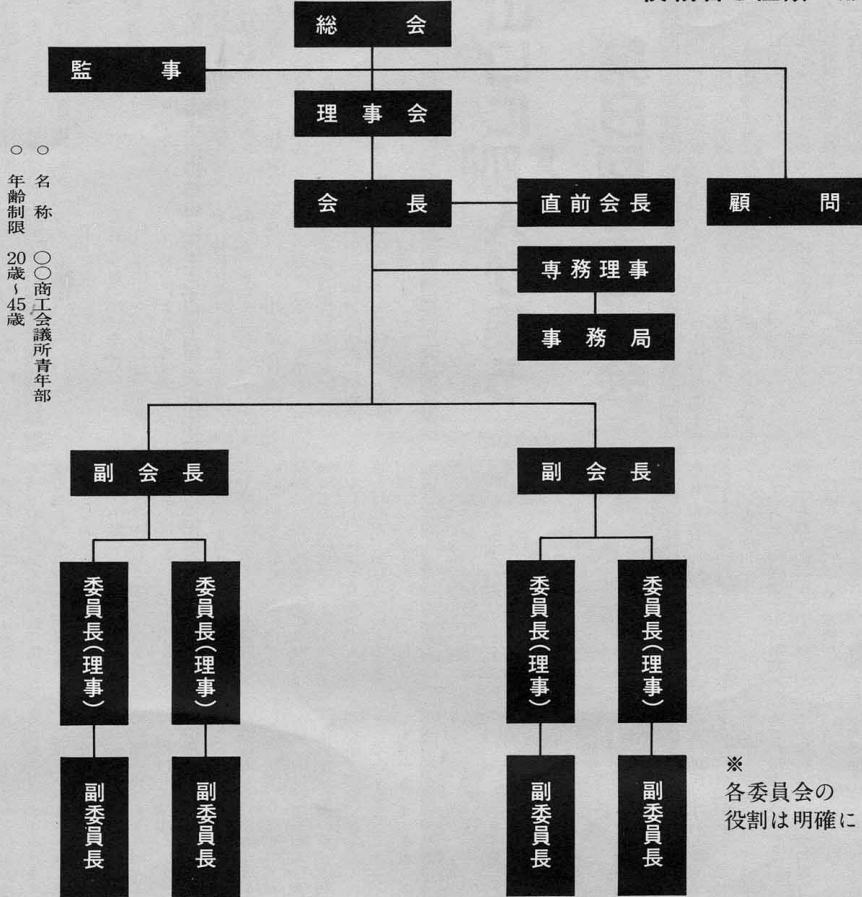 総会
監事
理事会
会長
直前会長
顧問
専務理事
事務局
○ 名称 ○○商工会議所青年部
○ 年齢制限 20歳~45歳
副会長
副会長
委員長(理事)
委員長(理事)
委員長(理事)
委員長(理事)
副委員長
副委員長
副委員長
副委員長
※
各委員会の
役割は明確に